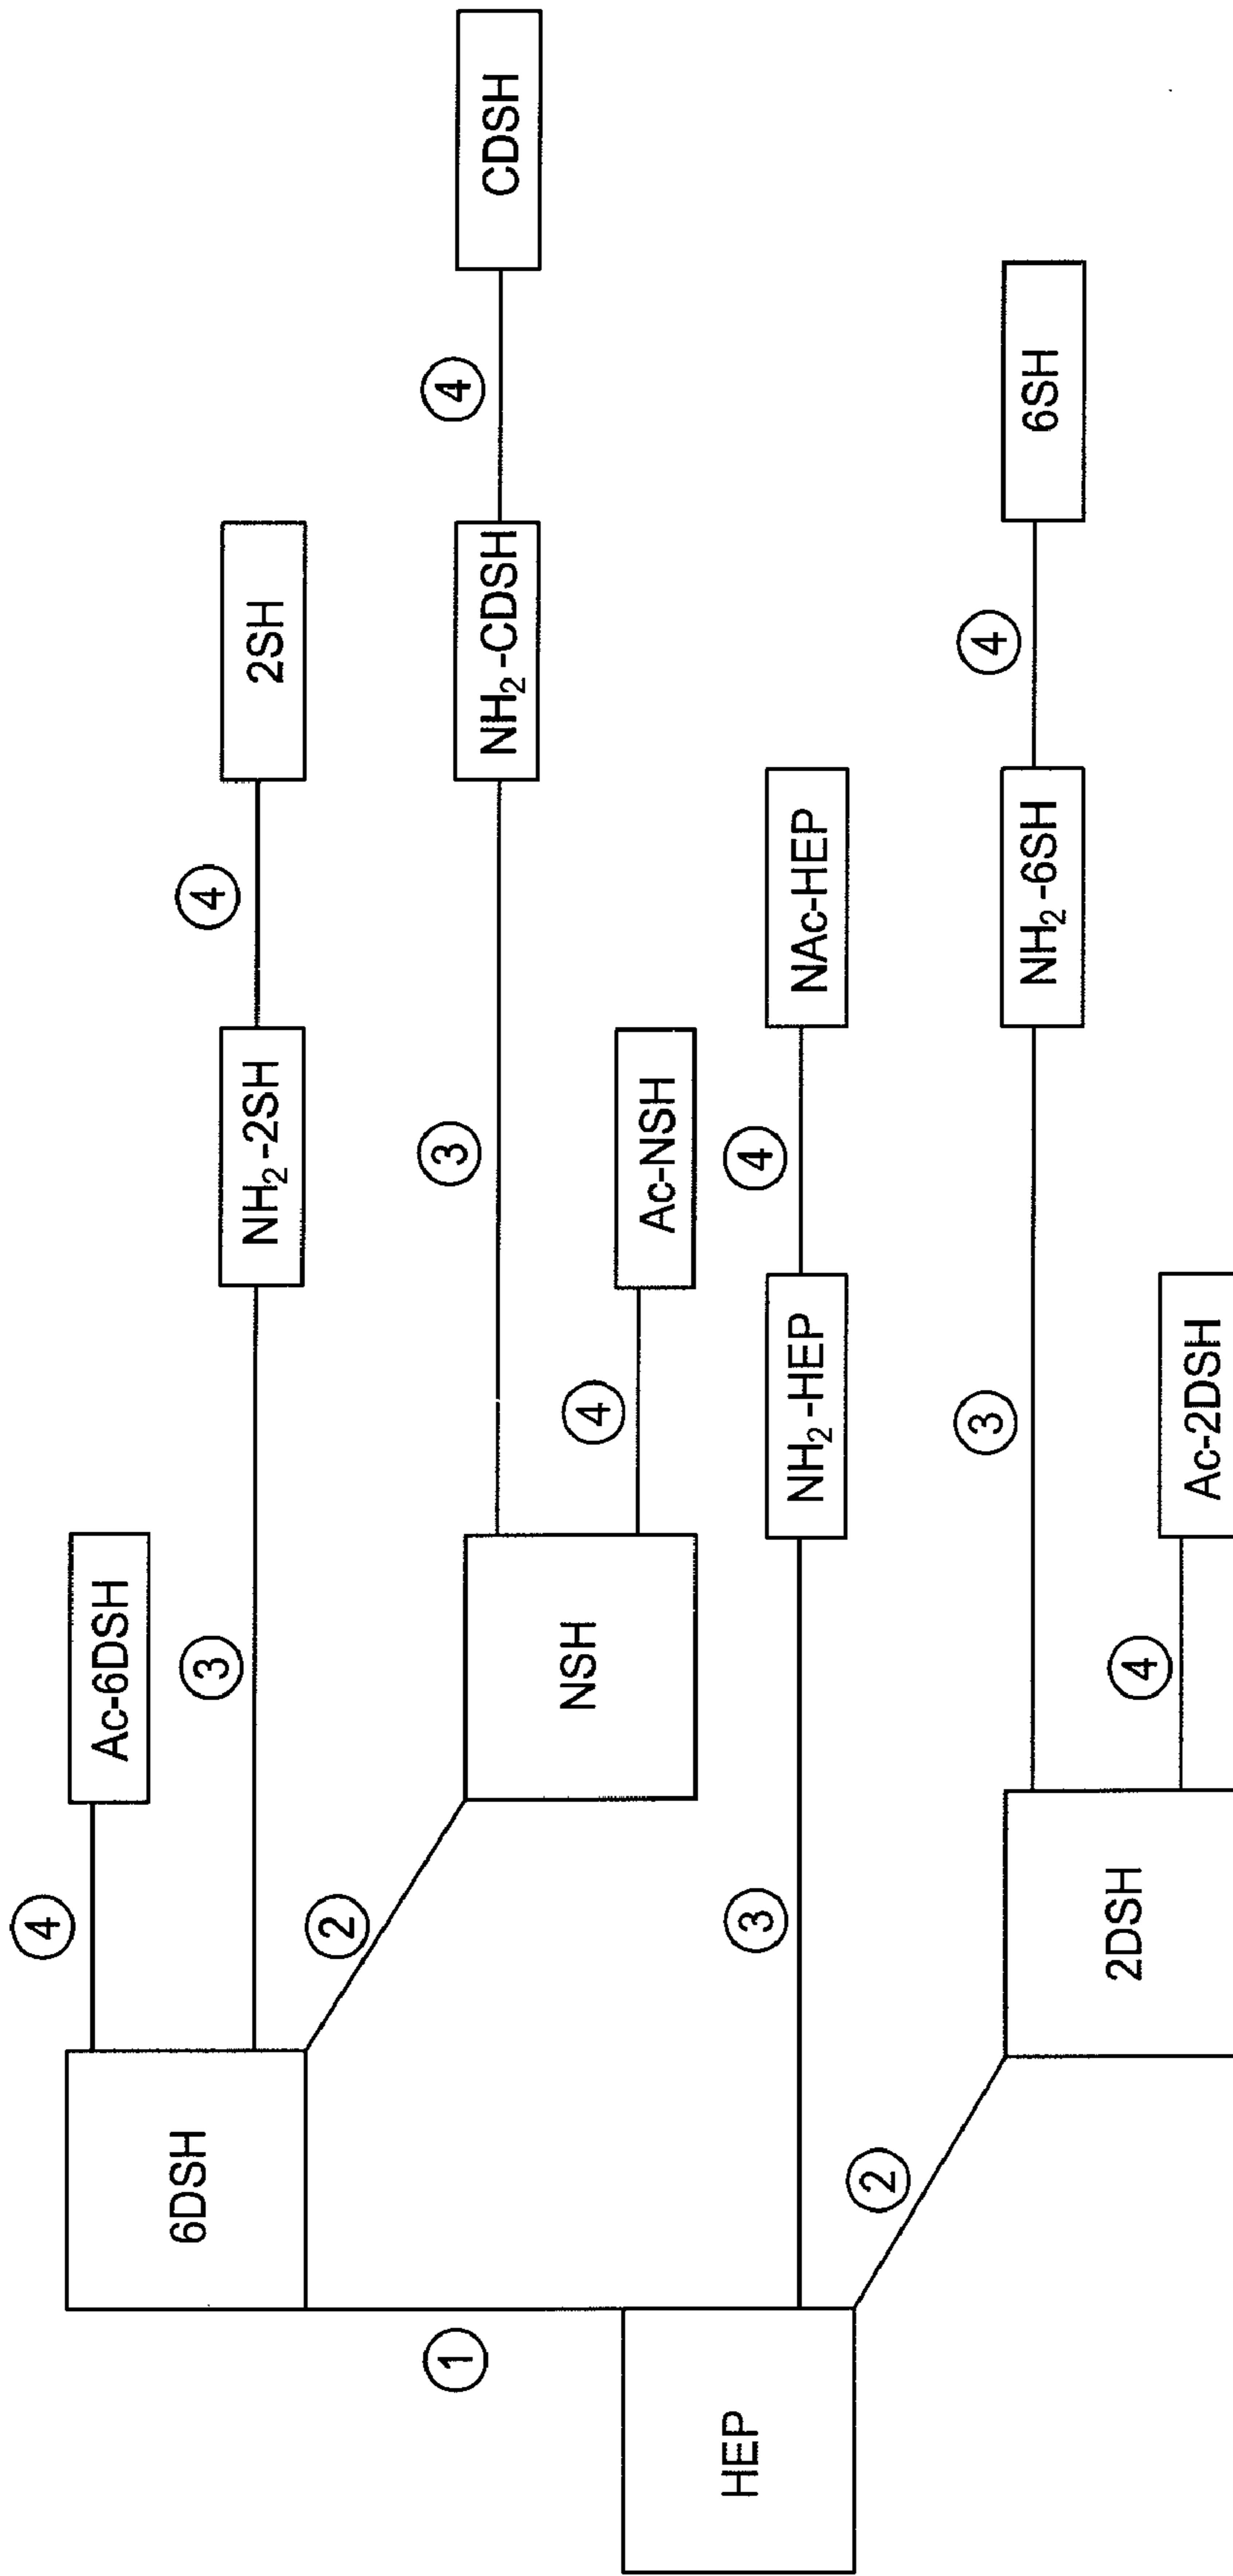 ④
Ac-6DSH
6DSH
③
NH₂-2SH
④
2SH
②
①
NSH
③
NH₂-CDSH
④
CDSH
④
Ac-NSH
HEP
③
NH₂-HEP
④
NAc-HEP
②
2DSH
③
NH₂-6SH
④
6SH
④
Ac-2DSH